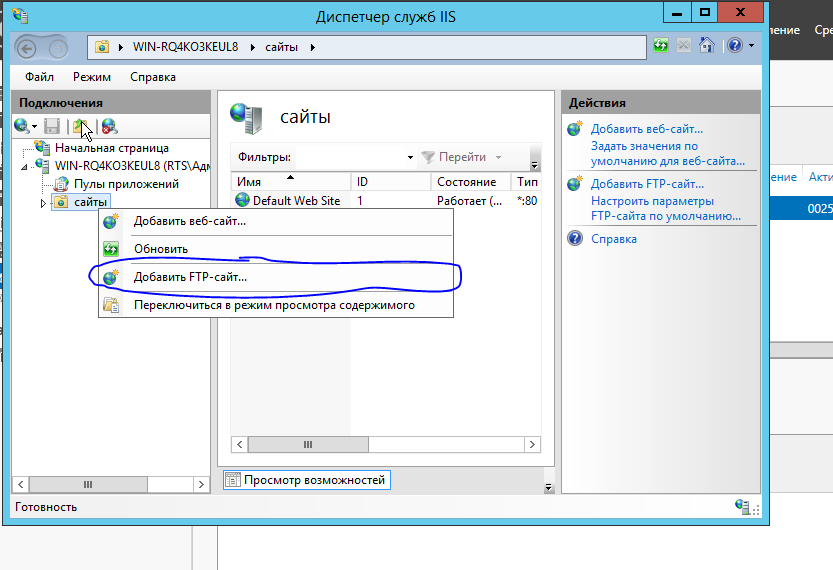 Диспетчер служб IIS
WIN-RQ4KO3KEUL8
сайты
Файл
Режим
Справка
Подключения
Начальная страница
WIN-RQ4KO3KEUL8 (RTS\Адм
Пулы приложений
сайты
сайты
Фильтры:
Перейти
Имя
ID
Состояние
Тип
Default Web Site
1
Работает (...
*:80
Добавить веб-сайт...
Обновить
Добавить FTP-сайт...
Переключиться в режим просмотра содержимого
Просмотр возможностей
Действия
Добавить веб-сайт...
Задать значения по
умолчанию для веб-сайта...
Добавить FTP-сайт...
Настроить параметры
FTP-сайта по умолчанию...
Справка
Готовность
ление
Сре
ение
Акти
0025